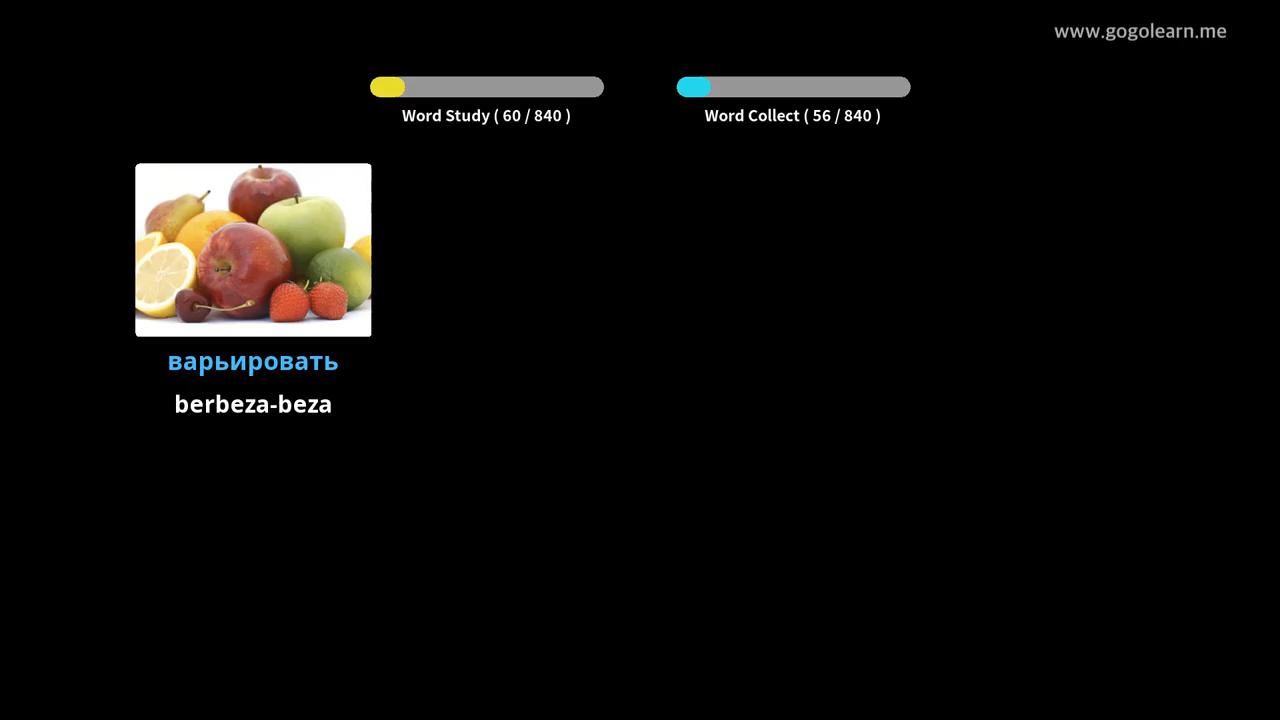 www.gogolearn.me
Word Study ( 60 / 840 )
Word Collect ( 56 / 840 )
варьировать
berbeza-beza